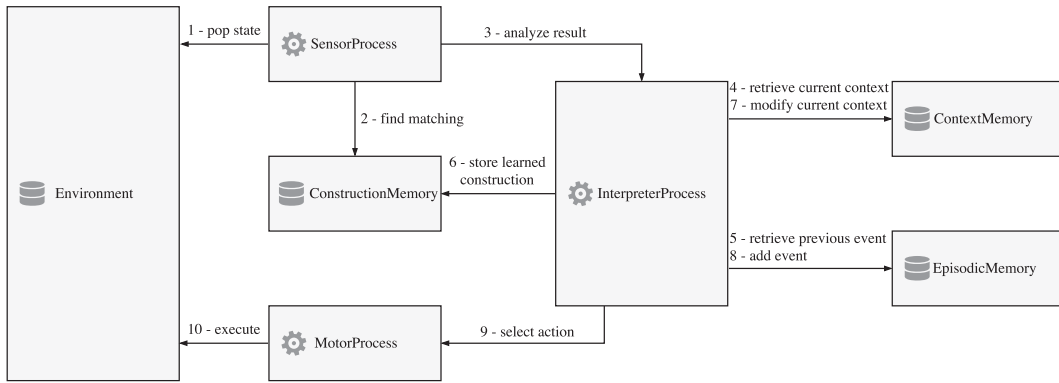 1 - pop state
SensorProcess
3 - analyze result
4 - retrieve current context
7 - modify current context
ContextMemory
2 - find matching
6 - store learned
construction
Environment
ConstructionMemory
InterpreterProcess
5 - retrieve previous event
8 - add event
EpisodicMemory
10 - execute
MotorProcess
9 - select action